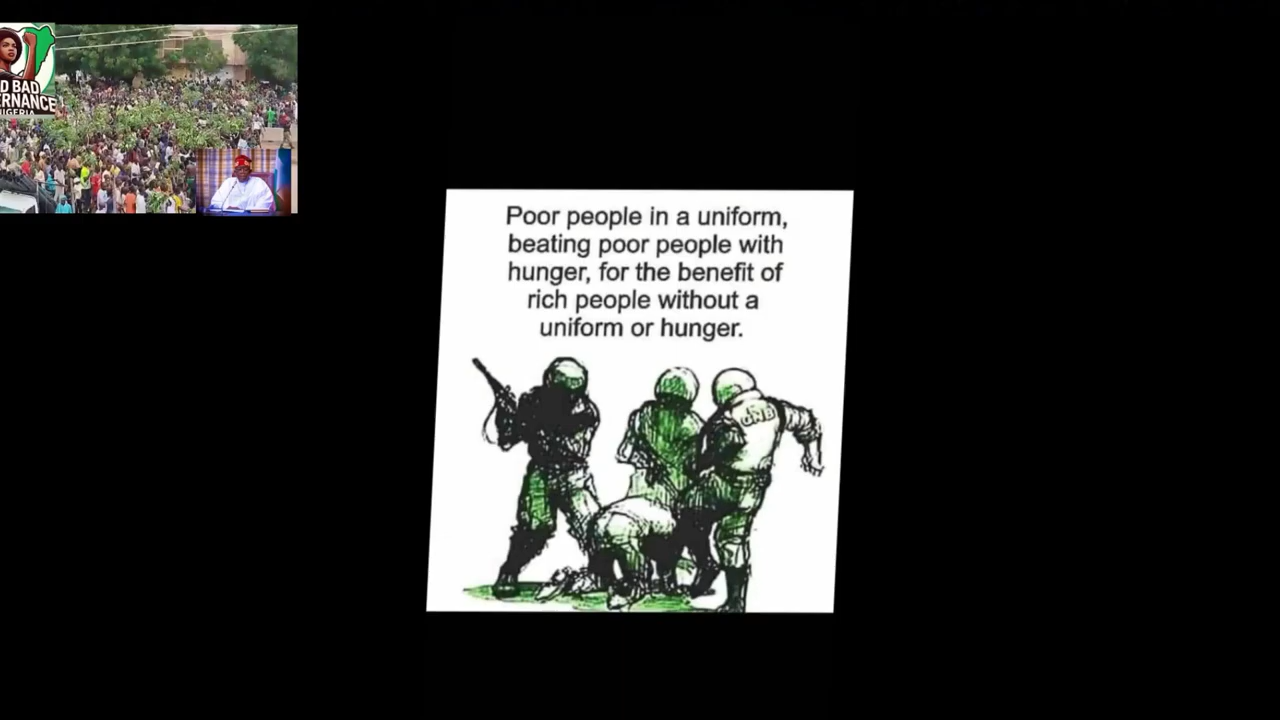 D BAD
ERNANCE
NIGERIA
Poor people in a uniform,
beating poor people with
hunger, for the benefit of
rich people without a
uniform or hunger.